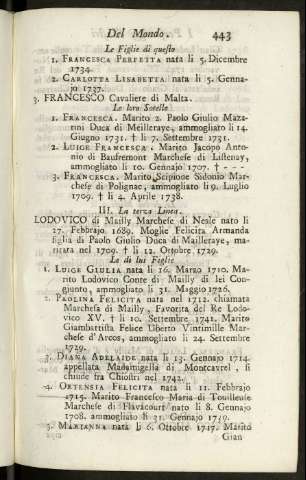 Del Mondo. 443
Le Figlie di questo
1. FRANCESCA PERPETTA nata li 5. Dicembre
1734.
2. CARLOTTA LISABETTA nata li 5. Genna-
jo 1737.
3. FRANCESCO Cavaliere di Malta.
Le loro Sorelle
1. FRANCESCA. Marito 2. Paolo Giulio Maza-
rini Duca di Meilleraye, ammogliato li 14.
Giugno 1731. † li 7. Settembre 1731.
2. LUIGE FRANCESCA. Marito Jacopo Anto-
nio di Baufremont Marchese di Listenay,
ammogliato li 10. Gennajo 1707. † - - -
3. FRANCESCA. Marito Scipione Sidonio Mar-
chese di Polignac, ammogliato li 9. Luglio
1709. † li 4. Aprile 1738.
III. La terza Linea.
LODOVICO di Mailly Marchese di Nesle nato li
27. Febbrajo 1689. Moglie Felicita Armanda
figlia di Paolo Giulio Duca di Mailleraye, ma-
ritata nel 1709. † li 12. Ottobre 1729.
Le di lui Figlie
1. LUIGE GIULIA nata li 16. Marzo 1710. Ma-
rito Lodovico Conte di Mailly di lei Con-
giunto, ammogliato li 31. Maggio 1726.
2. PAOLINA FELICITA nata nel 1712. chiamata
Marchesa di Mailly, Favorita del Re Lodo-
vico XV. † li 10. Settembre 1741. Marito
Giambattista Felice Uberto Vintimille Mar-
chese d'Arcos, ammogliato li 24. Settembre
1739.
3. DIANA ADELAIDE nata li 13. Gennajo 1714.
appellata Madamigella di Montcavrel, si
chiude fra Chiostri nel 1742.
4. ORTENSIA FELICITA nata li 11. Febbrajo
1715. Marito Francesco Maria di Fouilleuse
Marchese di Flavacourt nato li 8. Gennajo
1708. ammogliato li 31. Gennajo 1739.
5. MARIANNA nata li 6. Ottobre 1717. Marito
Gian